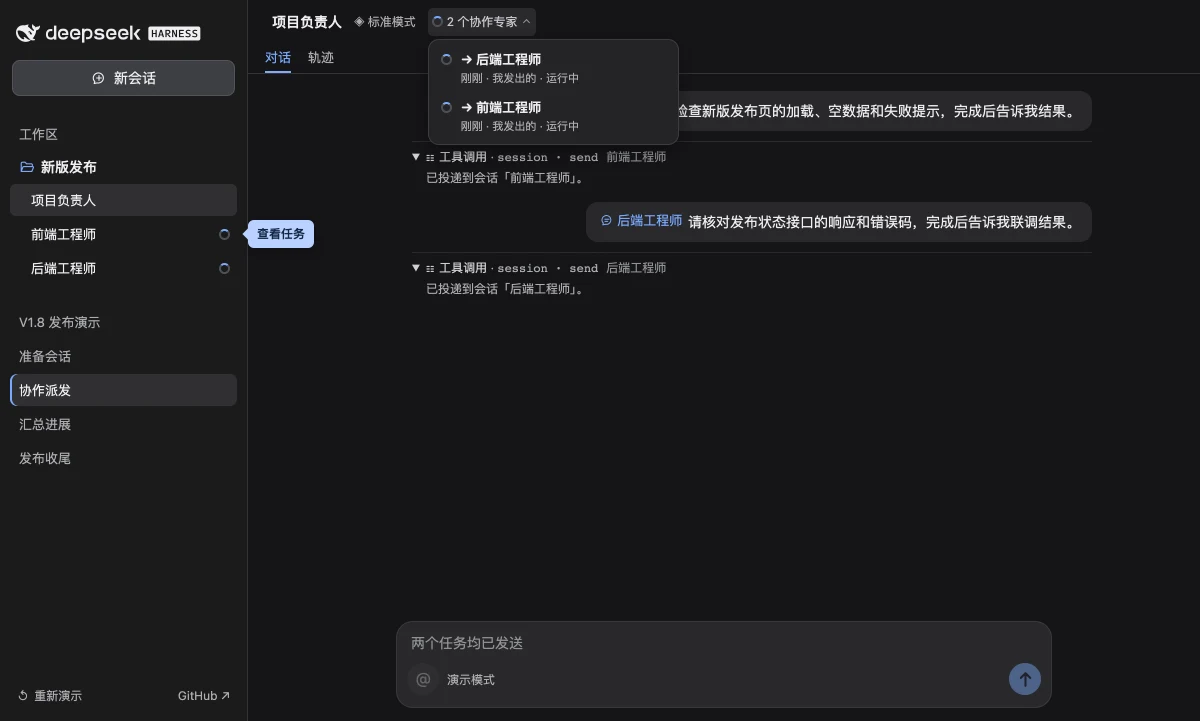 deepseek HARNESS
新会话
工作区
新版发布
项目负责人
前端工程师
后端工程师
查看任务
V1.8 发布演示
准备会话
协作派发
汇总进展
发布收尾
重新演示
GitHub
项目负责人 标准模式 2 个协作专家
对话 轨迹
→ 后端工程师
刚刚 · 我发出的 · 运行中
→ 前端工程师
刚刚 · 我发出的 · 运行中
检查新版发布页的加载、空数据和失败提示，完成后告诉我结果。
工具调用 · session · send 前端工程师
已投递到会话「前端工程师」。
后端工程师 请核对发布状态接口的响应和错误码，完成后告诉我联调结果。
工具调用 · session · send 后端工程师
已投递到会话「后端工程师」。
两个任务均已发送
@ 演示模式